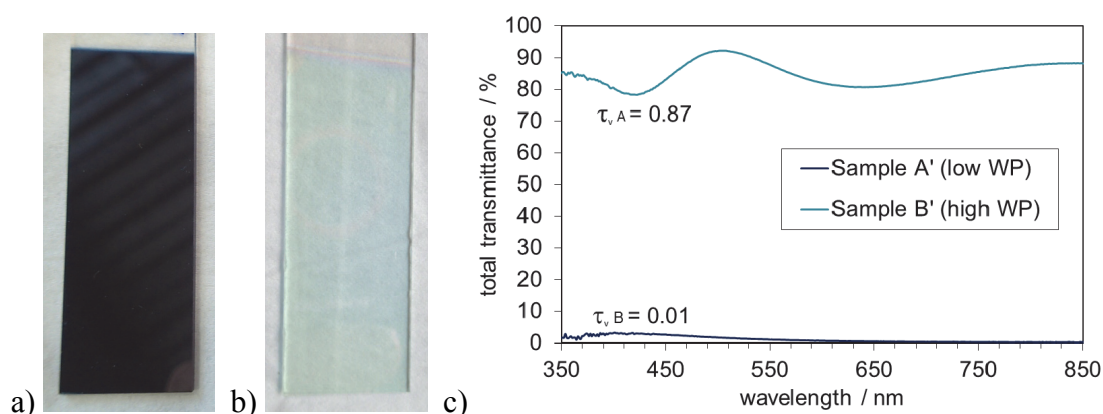 a)
b)
c)
total transmittance / %
100
90
80
70
60
50
40
30
20
10
0
τv A = 0.87
Sample A' (low WP)
Sample B' (high WP)
τv B = 0.01
350
450
550
650
750
850
wavelength / nm